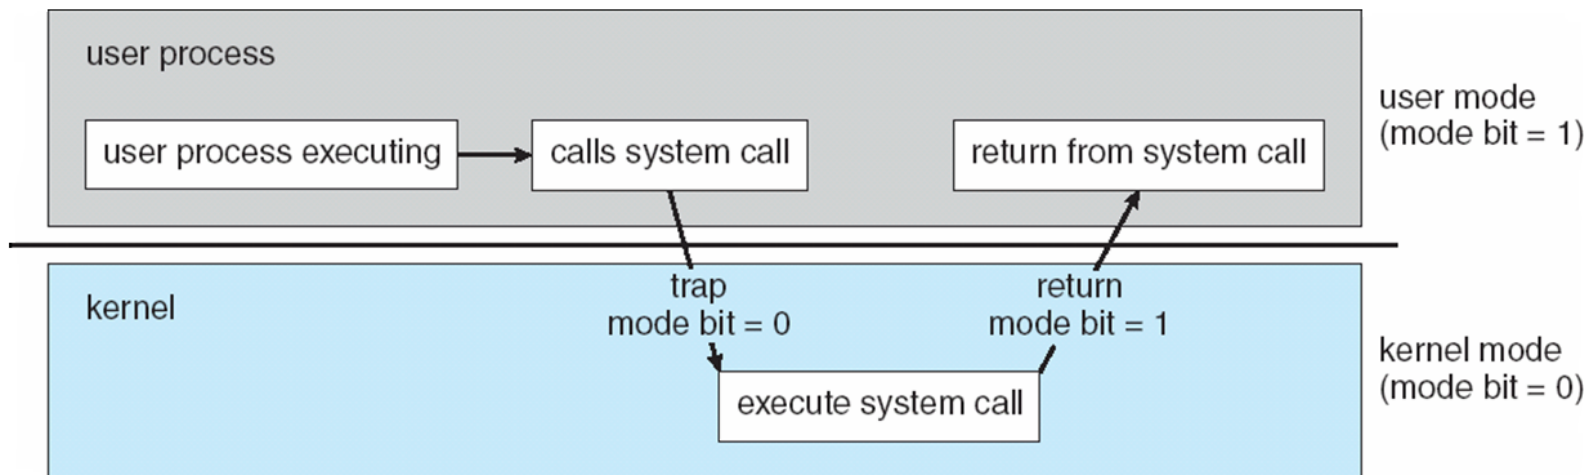 user process
user process executing
calls system call
return from system call
user mode
(mode bit = 1)
kernel
trap
mode bit = 0
return
mode bit = 1
execute system call
kernel mode
(mode bit = 0)